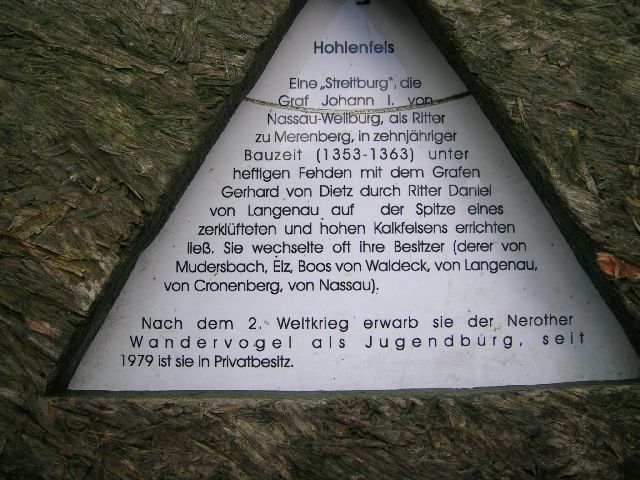 Hohlenfels
Eine „Streitburg“, die
Graf Johann I. von
Nassau-Weilburg, als Ritter
zu Merenberg, in zehnjähriger
Bauzeit (1353-1363) unter
heftigen Fehden mit dem Grafen
Gerhard von Dietz durch Ritter Daniel
von Langenau auf der Spitze eines
zerklüfteten und hohen Kalkfelsens errichten
ließ. Sie wechselte oft ihre Besitzer (derer von
Mudersbach, Elz, Boos von Waldeck, von Langenau,
von Cronenberg, von Nassau).
Nach dem 2. Weltkrieg erwarb sie der Nerother
Wandervogel als Jugendburg, seit
1979 ist sie in Privatbesitz.